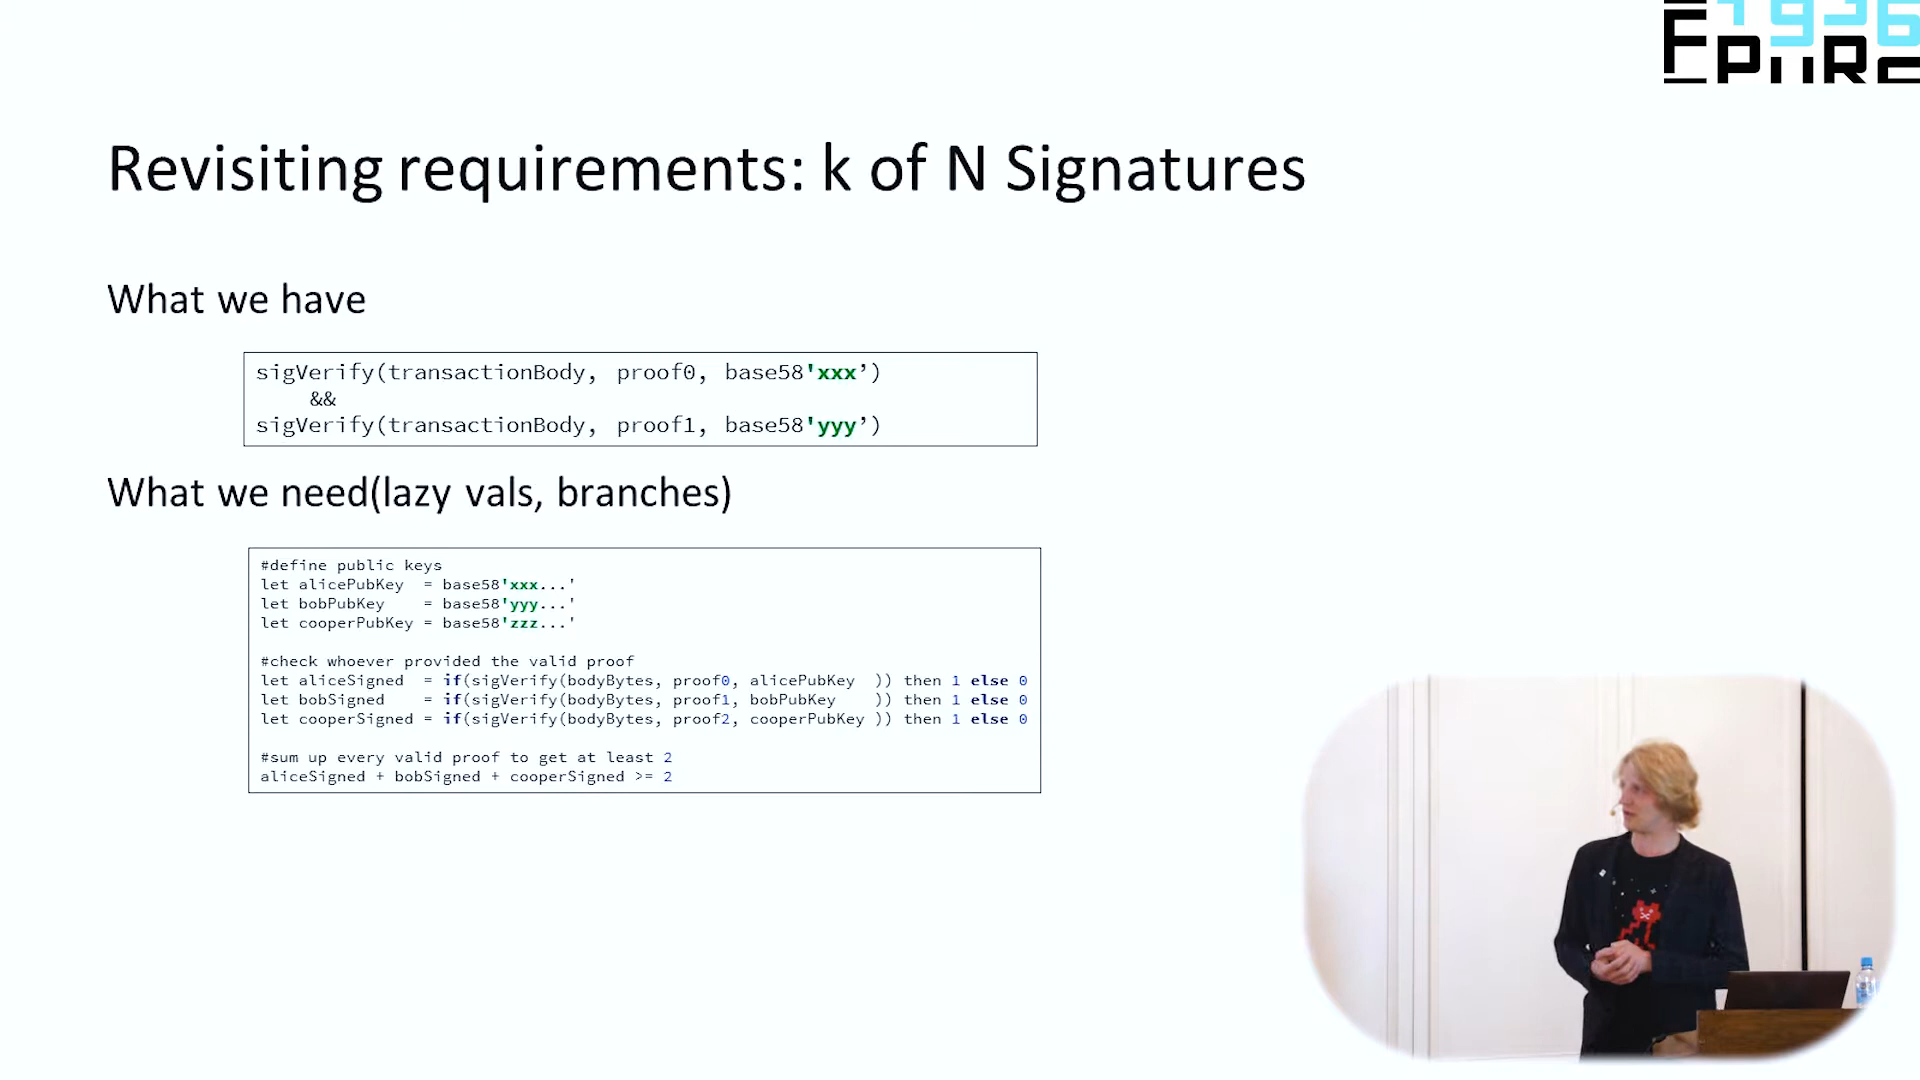 1936
Revisiting requirements: k of N Signatures
What we have
sigVerify(transactionBody, proof0, base58'xxx’)
&&
sigVerify(transactionBody, proof1, base58'yyy’)
What we need(lazy vals, branches)
#define public keys
let alicePubKey = base58'xxx...'
let bobPubKey = base58'yyy...'
let cooperPubKey = base58'zzz...'
#check whoever provided the valid proof
let aliceSigned = if(sigVerify(bodyBytes, proof0, alicePubKey )) then 1 else 0
let bobSigned = if(sigVerify(bodyBytes, proof1, bobPubKey )) then 1 else 0
let cooperSigned = if(sigVerify(bodyBytes, proof2, cooperPubKey )) then 1 else 0
#sum up every valid proof to get at least 2
aliceSigned + bobSigned + cooperSigned >= 2